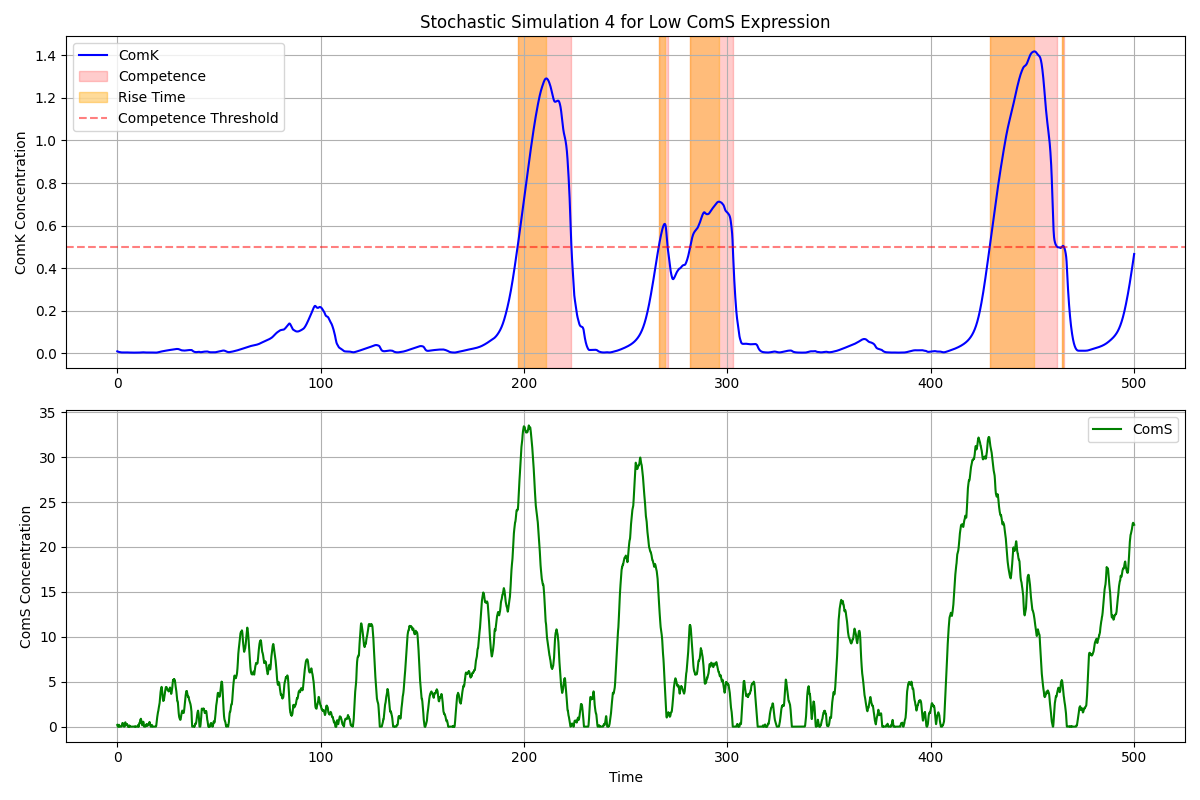 Stochastic Simulation 4 for Low ComS Expression
ComK Concentration
1.4
1.2
1.0
0.8
0.6
0.4
0.2
0.0
ComK
Competence
Rise Time
Competence Threshold
0 100 200 300 400 500
ComS Concentration
35
30
25
20
15
10
5
0
ComS
0 100 200 300 400 500
Time